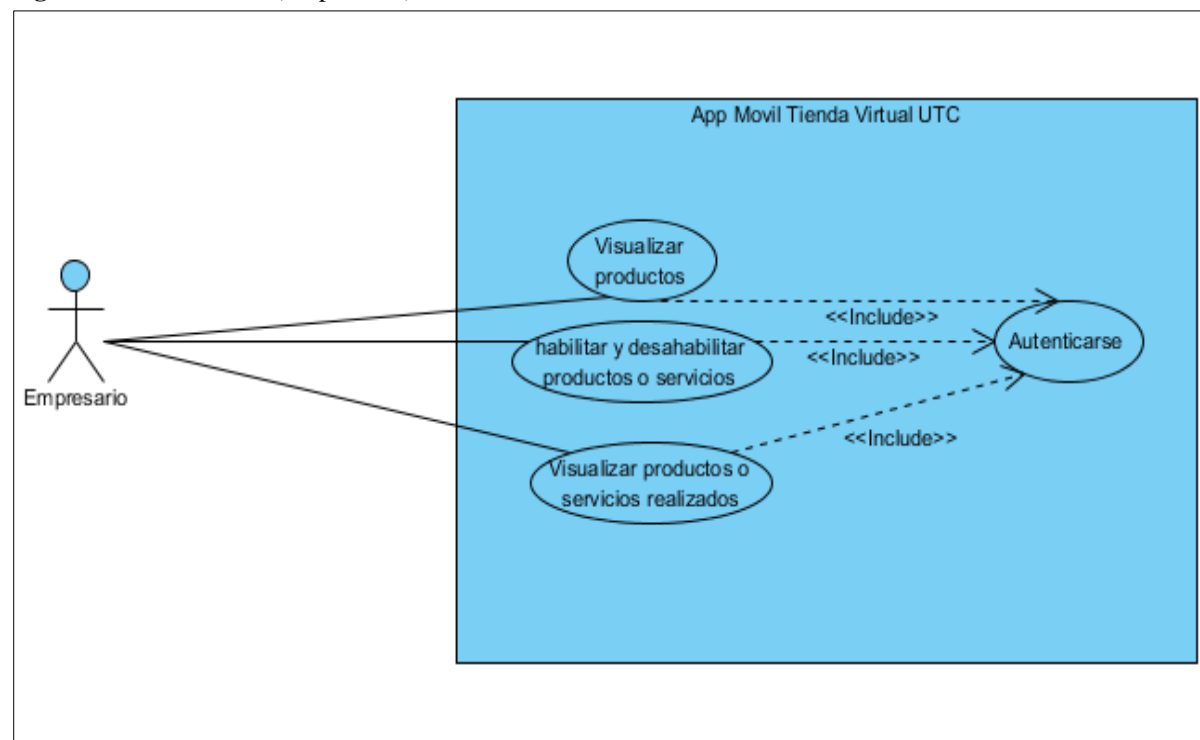 App Movil Tienda Virtual UTC
Visualizar
productos
<<Include>>
habilitar y desahabilitar
productos o servicios
<<Include>>
Autenticarse
Empresario
Visualizar productos o
servicios realizados
<<Include>>